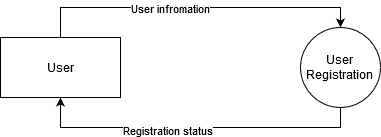 User infromation
User
User
Registration
Registration status